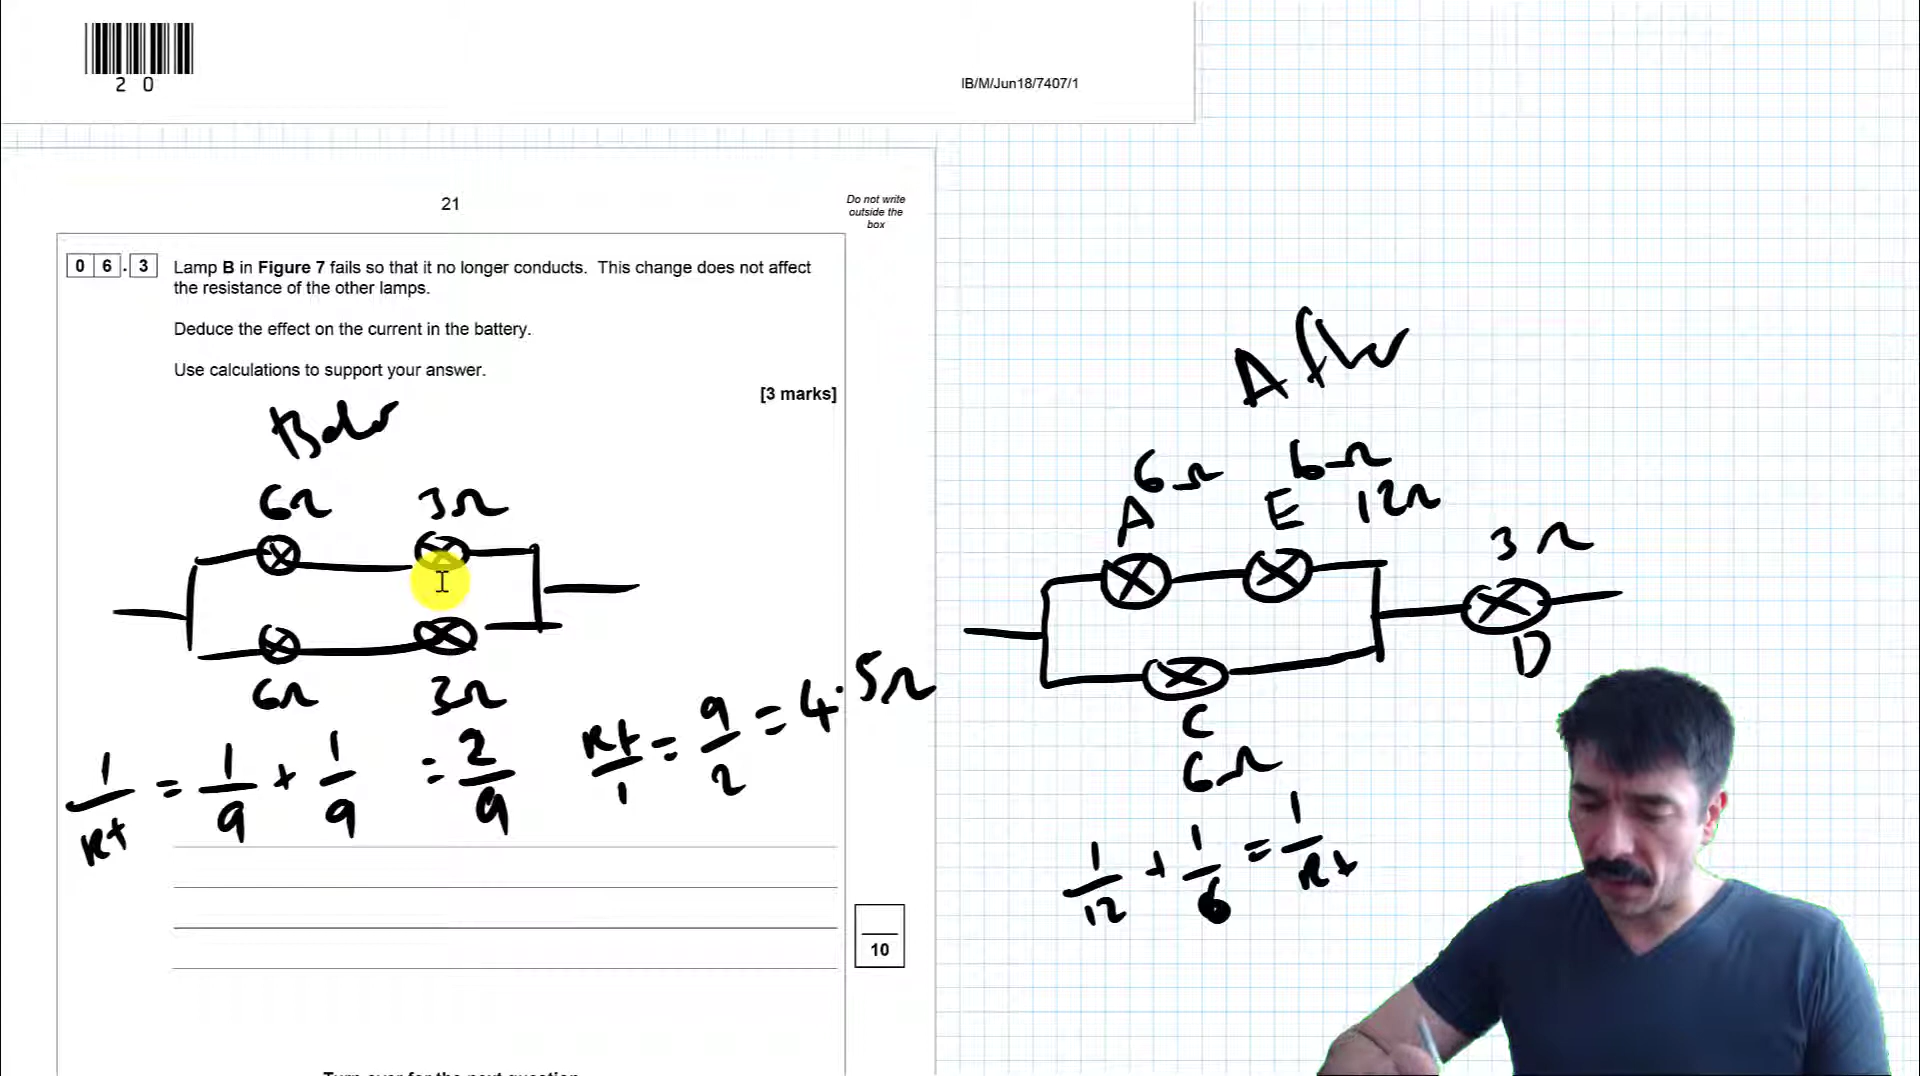 2 0
IB/M/Jun18/7407/1
21
Do not write
outside the
box
0 6 . 3 Lamp B in Figure 7 fails so that it no longer conducts. This change does not affect
the resistance of the other lamps.
Deduce the effect on the current in the battery.
Use calculations to support your answer.
[3 marks]
6Ω 3Ω
6Ω 3Ω
1/Rt = 1/9 + 1/9 = 2/9 Rt/1 = 9/2 = 4.5Ω
10
After
6Ω 6Ω
A E 12Ω
3Ω
D
C
6Ω
1/12 + 1/6 = 1/Rt